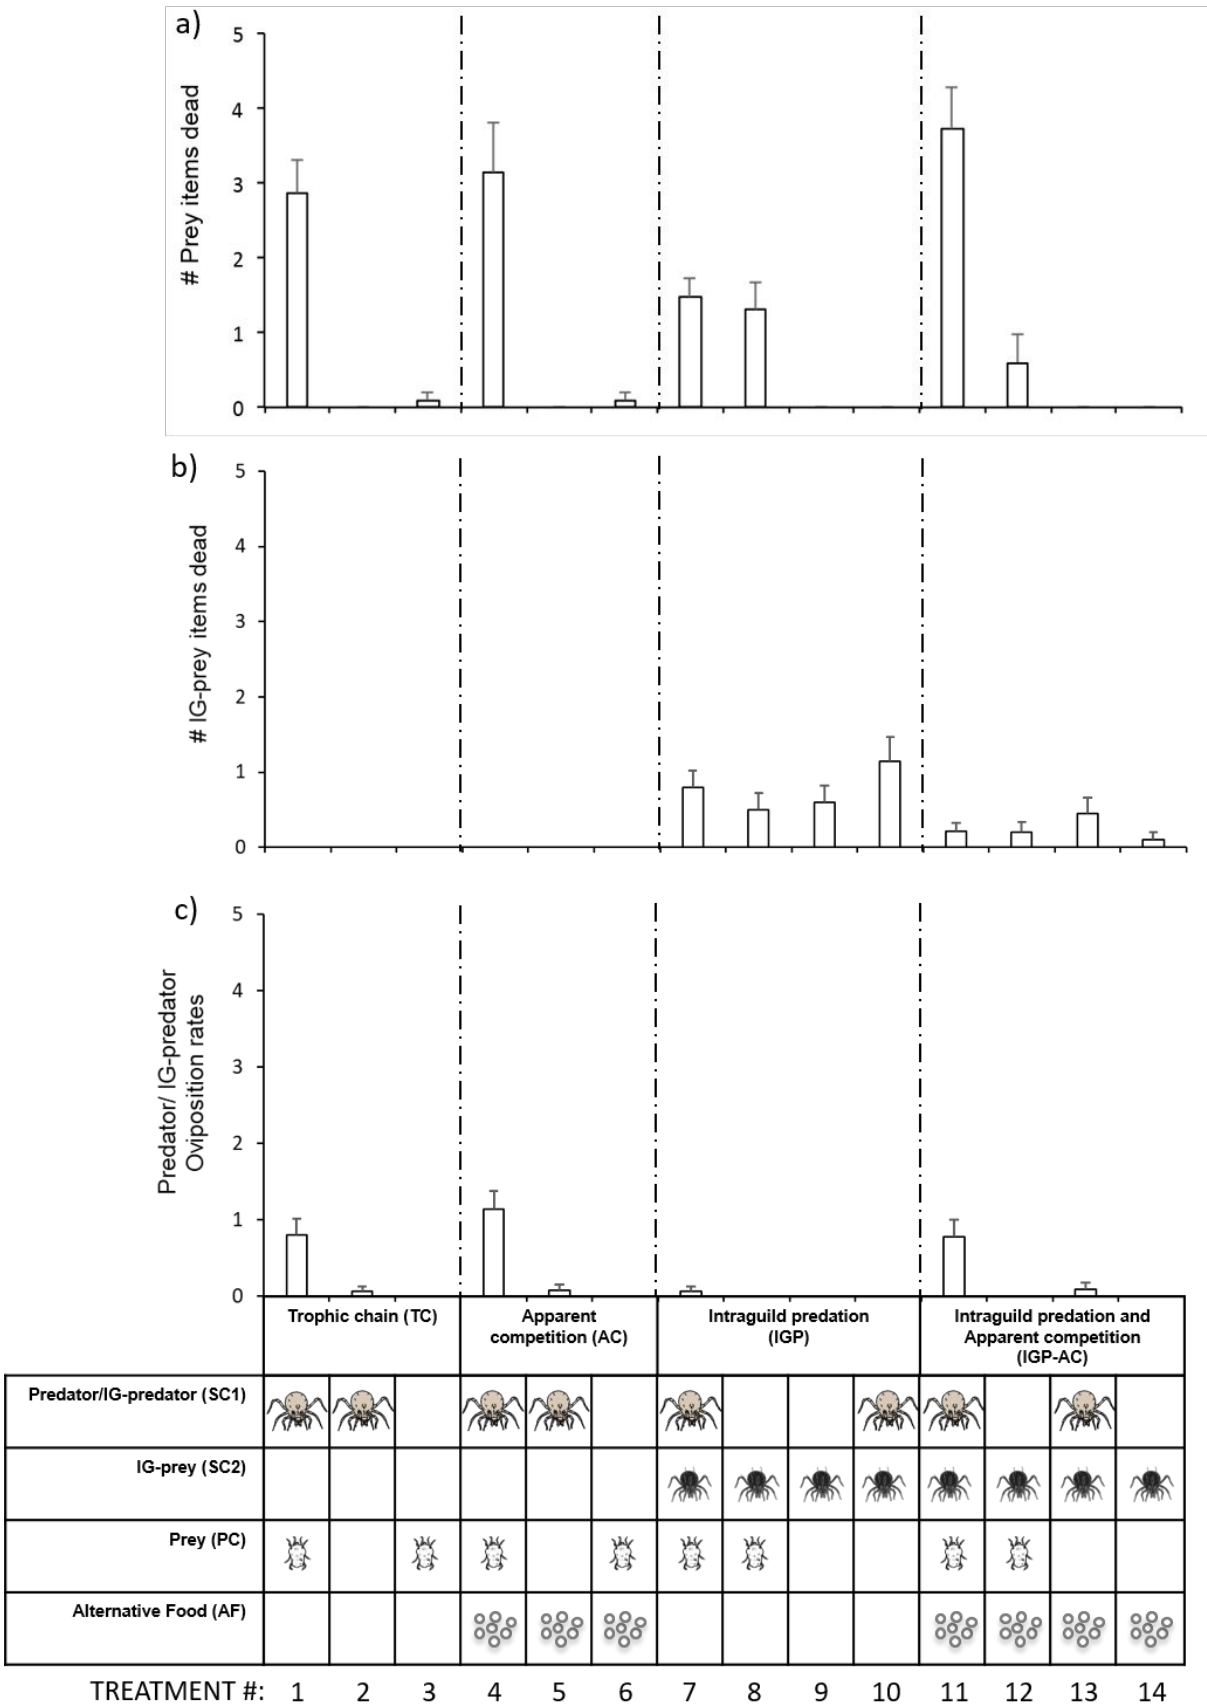 a)
5
4
3
2
1
0
# Prey items dead
b)
5
4
3
2
1
0
# IG-prey items dead
c)
5
4
3
2
1
0
Predator/ IG-predator
Oviposition rates
Trophic chain (TC)
Apparent
competition (AC)
Intraguild predation
(IGP)
Intraguild predation and
Apparent competition
(IGP-AC)
Predator/IG-predator (SC1)
IG-prey (SC2)
Prey (PC)
Alternative Food (AF)
TREATMENT #: 1 2 3 4 5 6 7 8 9 10 11 12 13 14